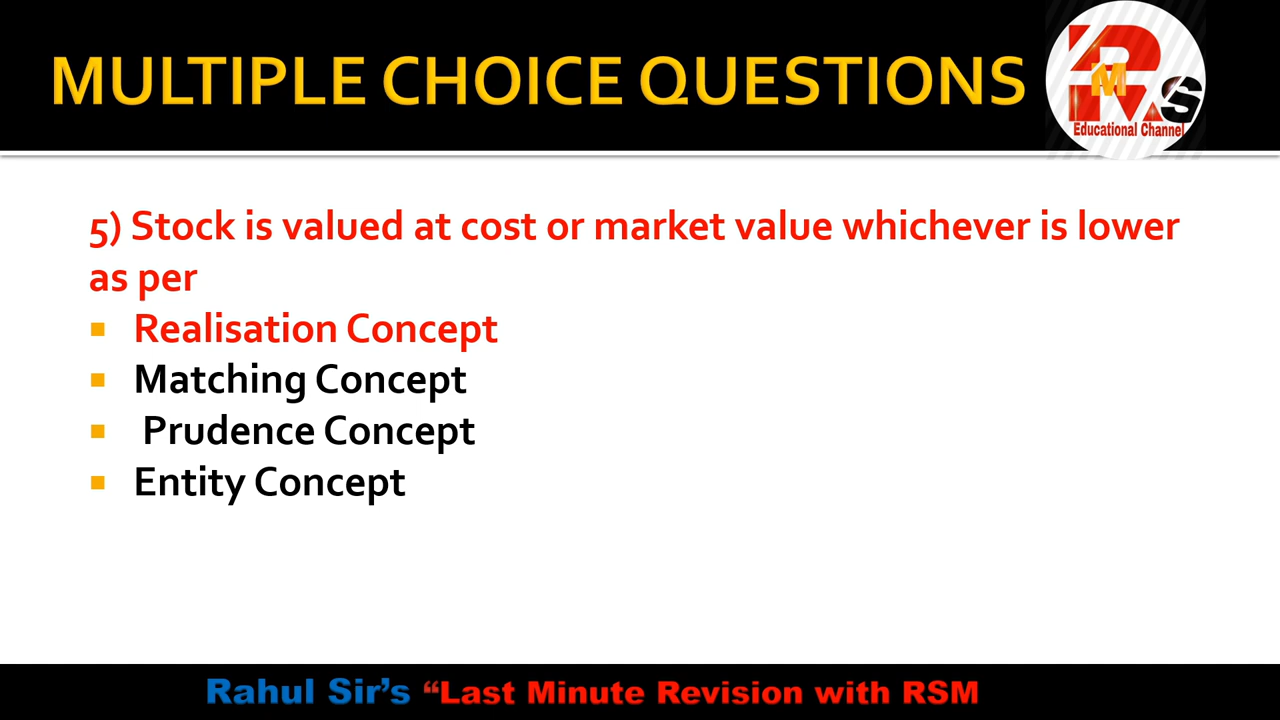 MULTIPLE CHOICE QUESTIONS
RMS
Educational Channel
5) Stock is valued at cost or market value whichever is lower
as per
Realisation Concept
Matching Concept
Prudence Concept
Entity Concept
Rahul Sir's “Last Minute Revision with RSM